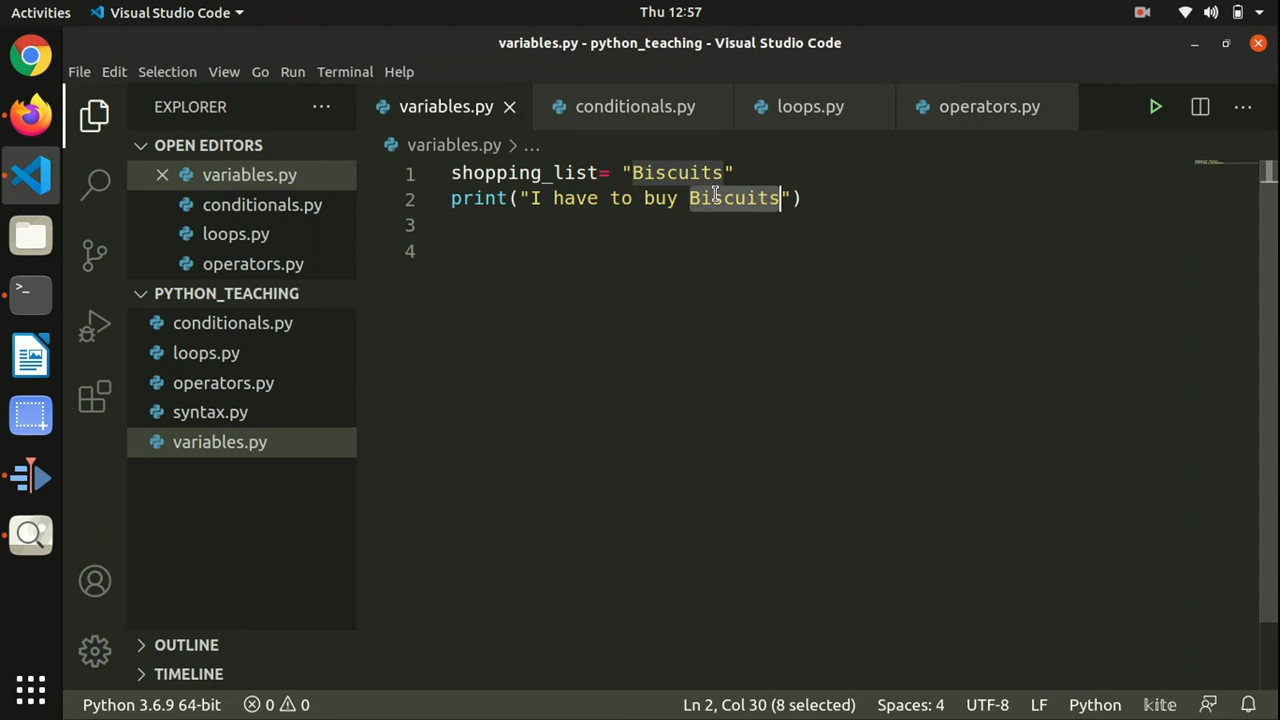 Activities Visual Studio Code Thu 12:57
variables.py - python_teaching - Visual Studio Code
File Edit Selection View Go Run Terminal Help
EXPLORER ... variables.py conditionals.py loops.py operators.py ...
OPEN EDITORS
variables.py
conditionals.py
loops.py
operators.py
PYTHON_TEACHING
conditionals.py
loops.py
operators.py
syntax.py
variables.py
OUTLINE
TIMELINE
variables.py > ...
1 shopping_list= "Biscuits"
2 print("I have to buy Biscuits")
3
4
Python 3.6.9 64-bit 0 0 Ln 2, Col 30 (8 selected) Spaces: 4 UTF-8 LF Python kite